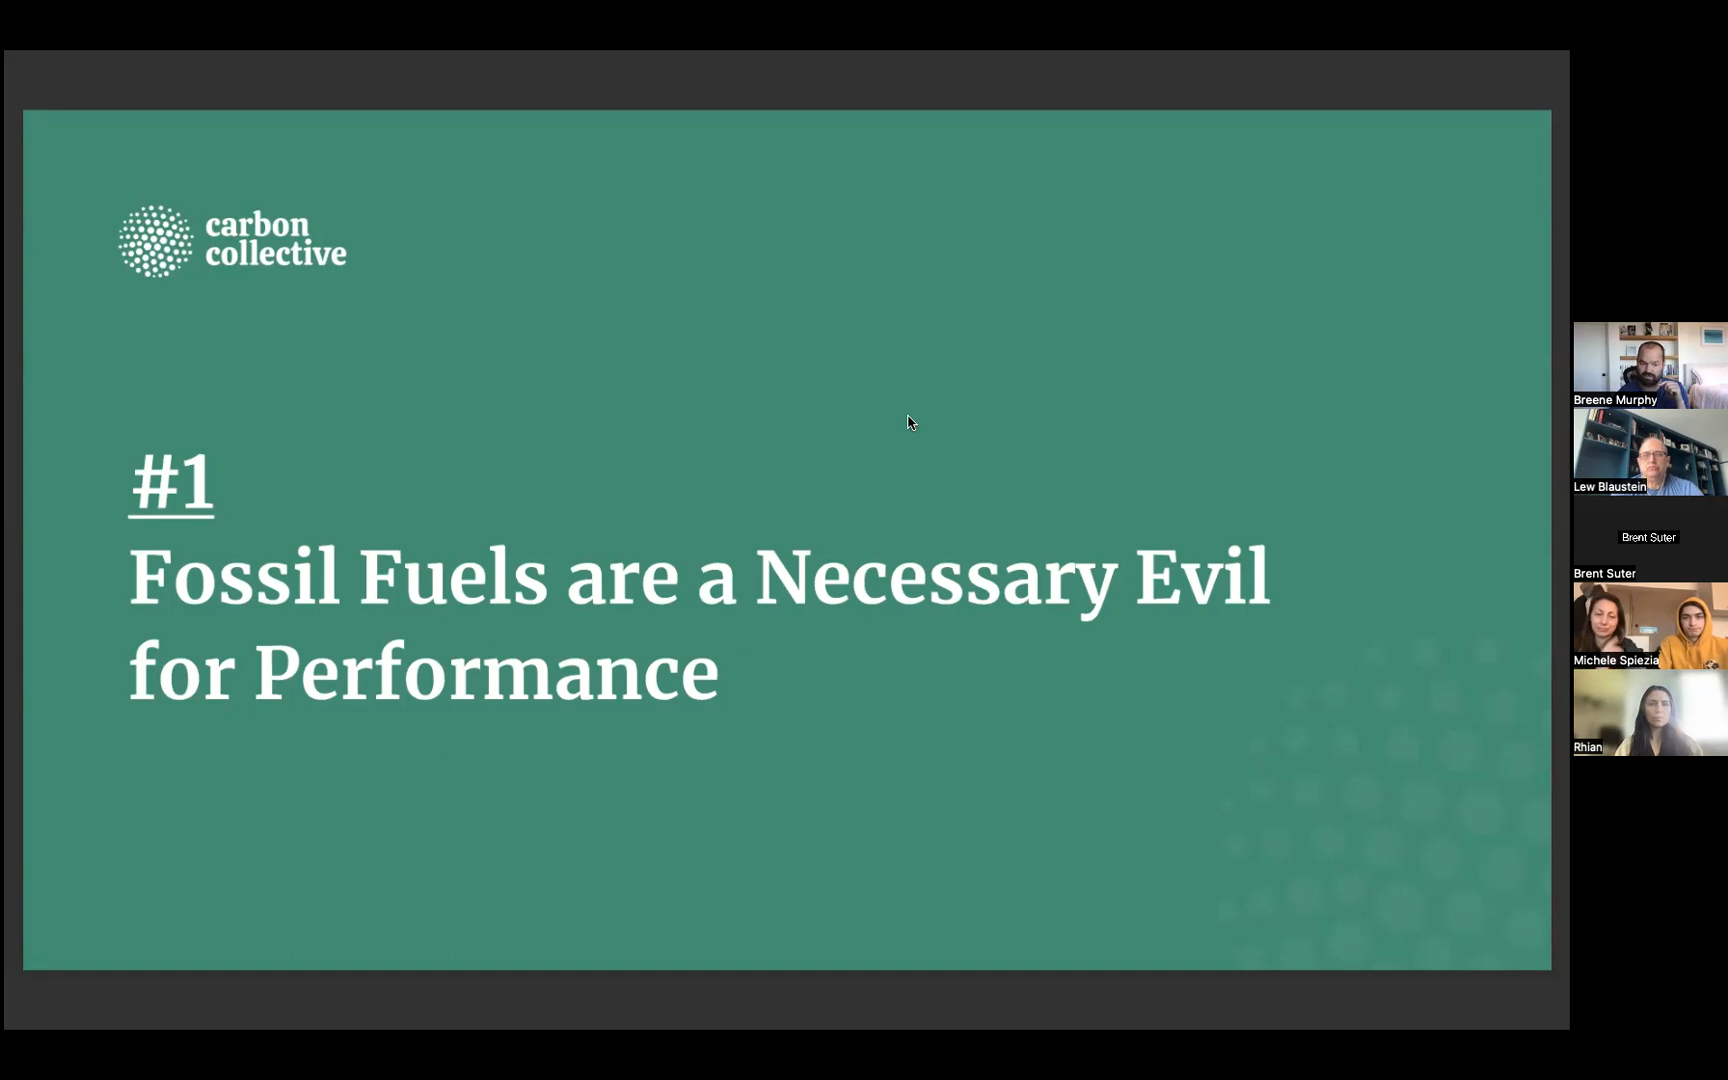 carbon
collective
#1
Fossil Fuels are a Necessary Evil
for Performance
Breene Murphy
Lew Blaustein
Brent Suter
Brent Suter
Michele Spiezia
Rhian